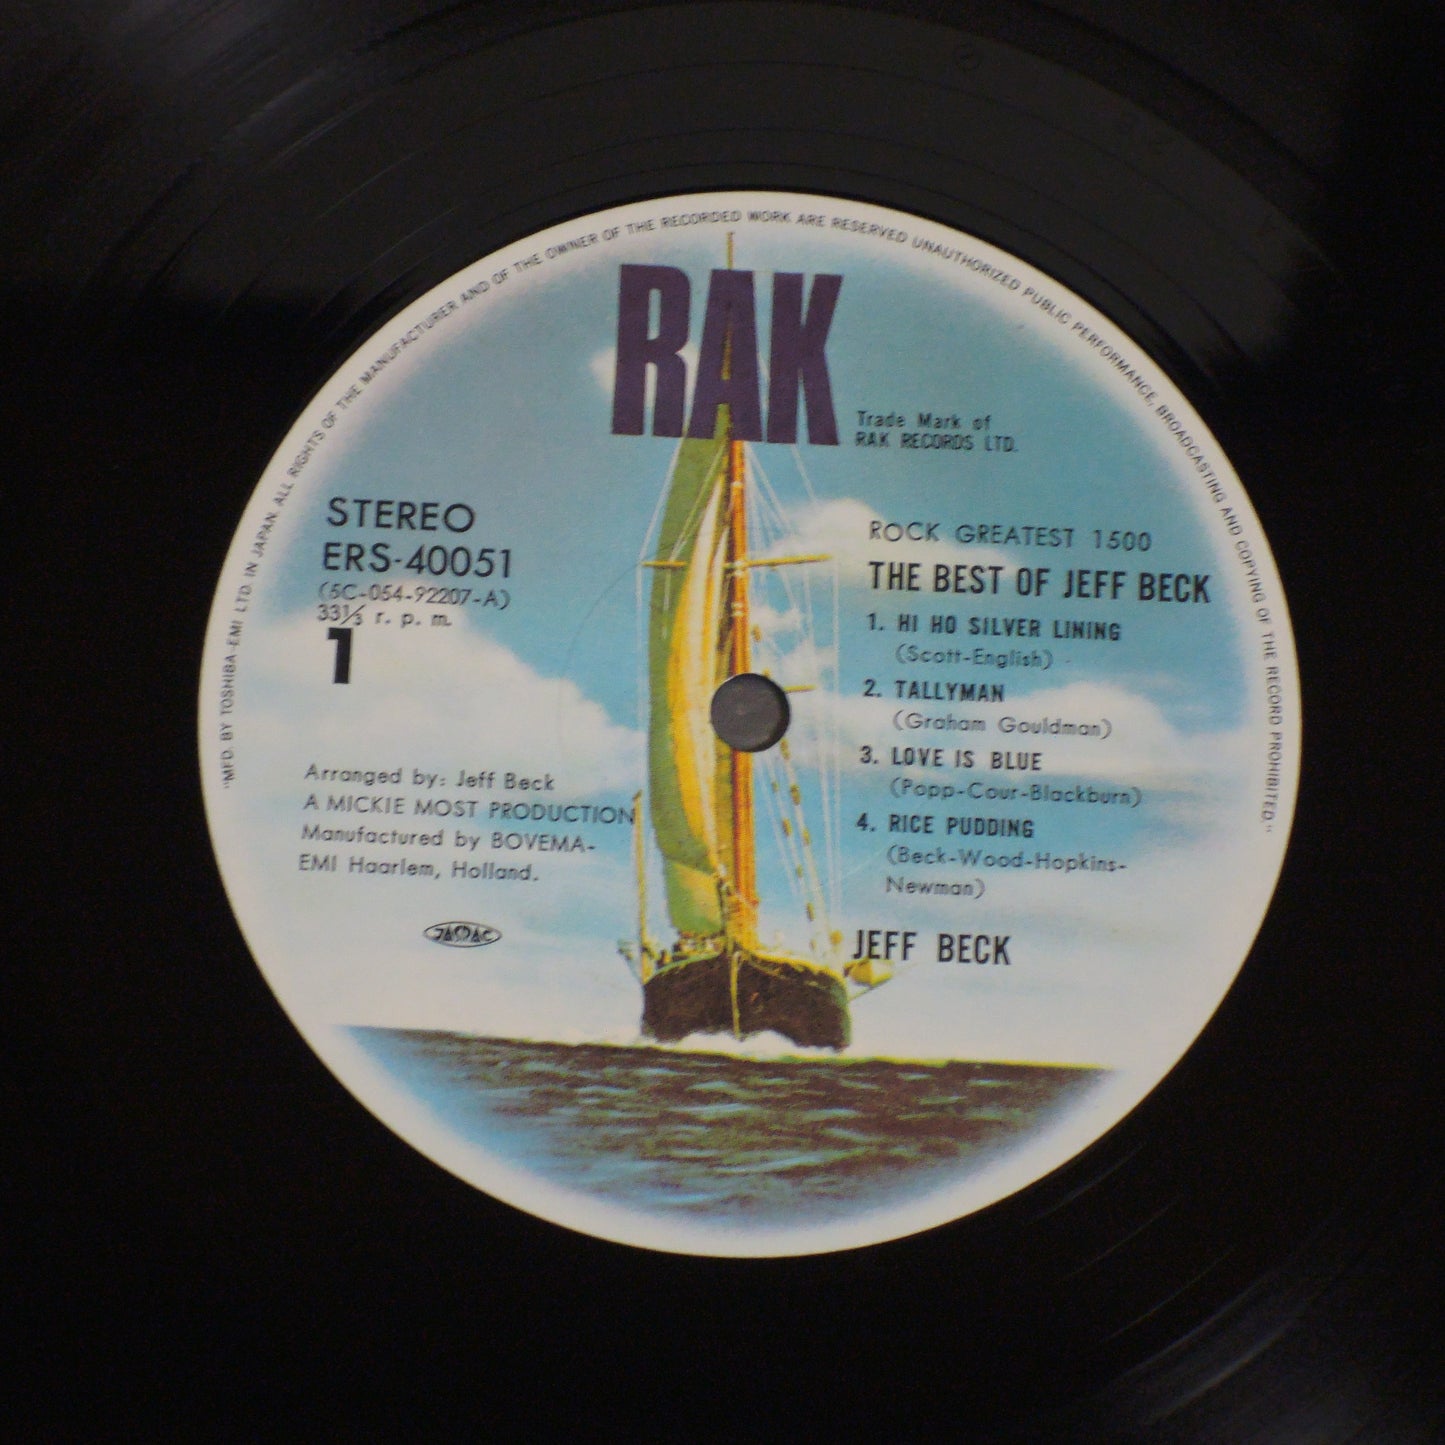 "MFD. BY TOSHIBA-EMI LTD. IN JAPAN. ALL RIGHTS OF THE MANUFACTURER AND OF THE OWNER OF THE RECORDED WORK ARE RESERVED UNAUTHORIZED PUBLIC PERFORMANCE, BROADCASTING AND COPYING OF THE RECORD PROHIBITED."
RAK
Trade Mark of
RAK RECORDS LTD.
STEREO
ERS-40051
(5C-054-92207-A)
33⅓ r. p. m.
1
ROCK GREATEST 1500
THE BEST OF JEFF BECK
1. HI HO SILVER LINING
(Scott-English)
2. TALLYMAN
(Graham Gouldman)
3. LOVE IS BLUE
(Popp-Cour-Blackburn)
4. RICE PUDDING
(Beck-Wood-Hopkins-
Newman)
JEFF BECK
Arranged by: Jeff Beck
A MICKIE MOST PRODUCTION
Manufactured by BOVEMA-
EMI Haarlem, Holland.
JASRAC